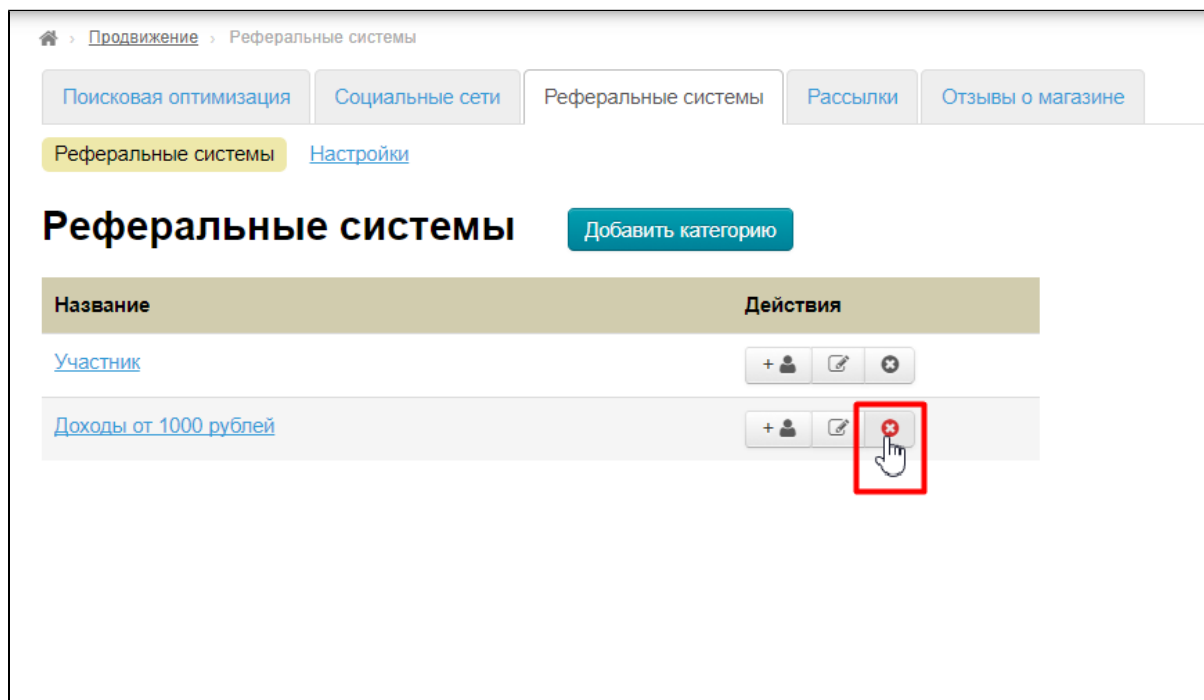 Продвижение › Реферальные системы
Поисковая оптимизация Социальные сети Реферальные системы Рассылки Отзывы о магазине
Реферальные системы Настройки
Реферальные системы Добавить категорию
Название Действия
Участник +
Доходы от 1000 рублей +